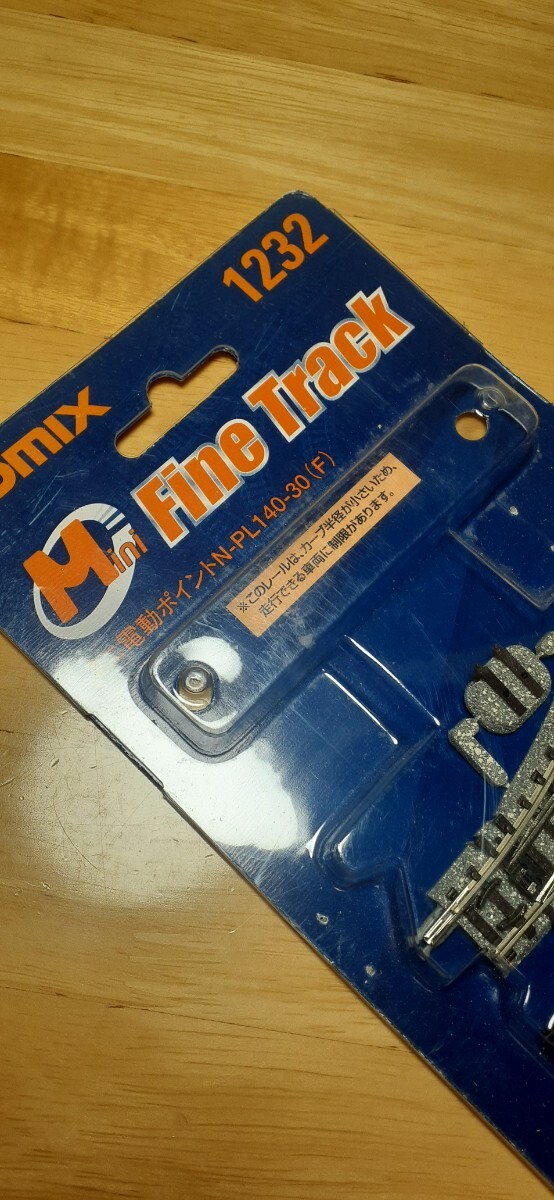 1232
OMIX
Mini Fine Track
電動ポイントN-PL140-30(F)
※このレールは、カーブ半径が小さいため、
走行できる車両に制限があります。